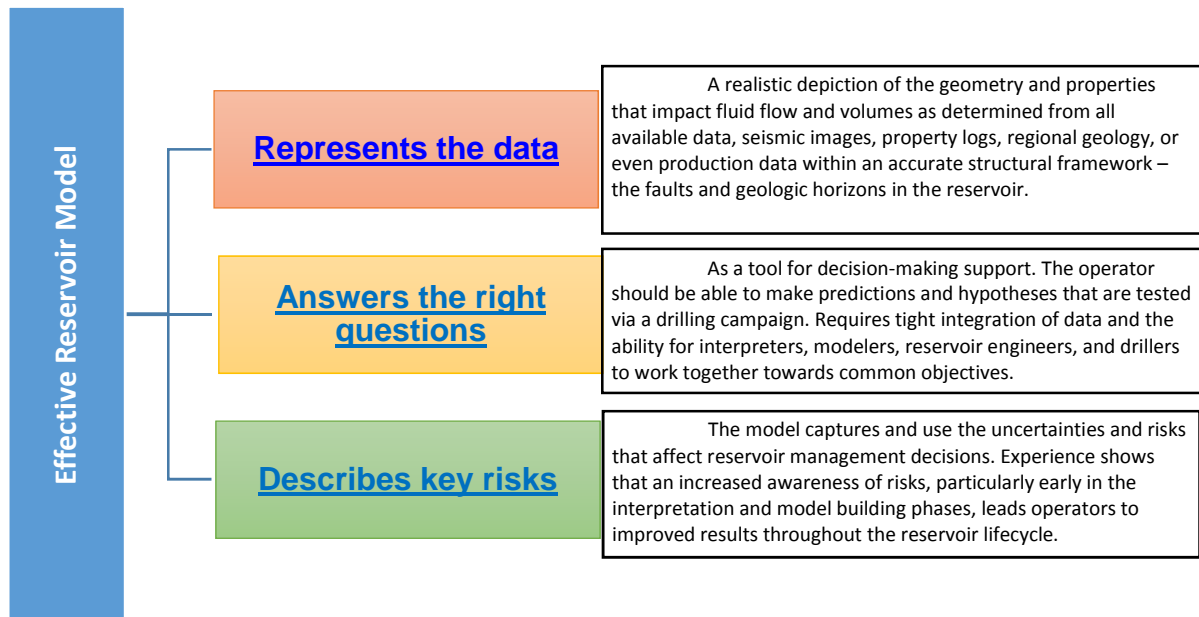 Effective Reservoir Model
Represents the data
A realistic depiction of the geometry and properties
that impact fluid flow and volumes as determined from all
available data, seismic images, property logs, regional geology, or
even production data within an accurate structural framework –
the faults and geologic horizons in the reservoir.
Answers the right
questions
As a tool for decision-making support. The operator
should be able to make predictions and hypotheses that are tested
via a drilling campaign. Requires tight integration of data and the
ability for interpreters, modelers, reservoir engineers, and drillers
to work together towards common objectives.
Describes key risks
The model captures and use the uncertainties and risks
that affect reservoir management decisions. Experience shows
that an increased awareness of risks, particularly early in the
interpretation and model building phases, leads operators to
improved results throughout the reservoir lifecycle.